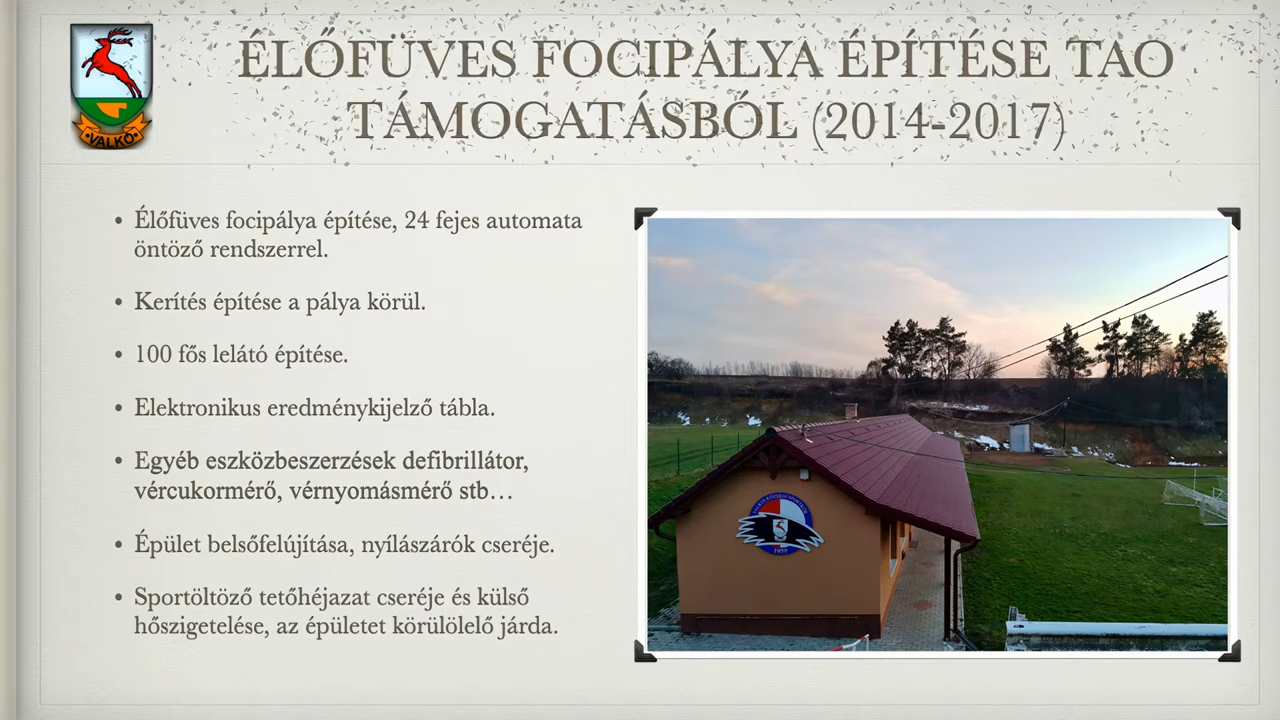 ÉLŐFÜVES FOCIPÁLYA ÉPÍTÉSE TAO
TÁMOGATÁSBÓL (2014-2017)
VALKÓ
• Élőfüves focipálya építése, 24 fejes automata
öntöző rendszerrel.
• Kerítés építése a pálya körül.
• 100 fős lelátó építése.
• Elektronikus eredménykijelző tábla.
• Egyéb eszközbeszerzések defibrillátor,
vércukormérő, vérnyomásmérő stb…
• Épület belsőfelújítása, nyílászárók cseréje.
• Sportöltöző tetőhéjazat cseréje és külső
hőszigetelése, az épületet körülölelő járda.
1959